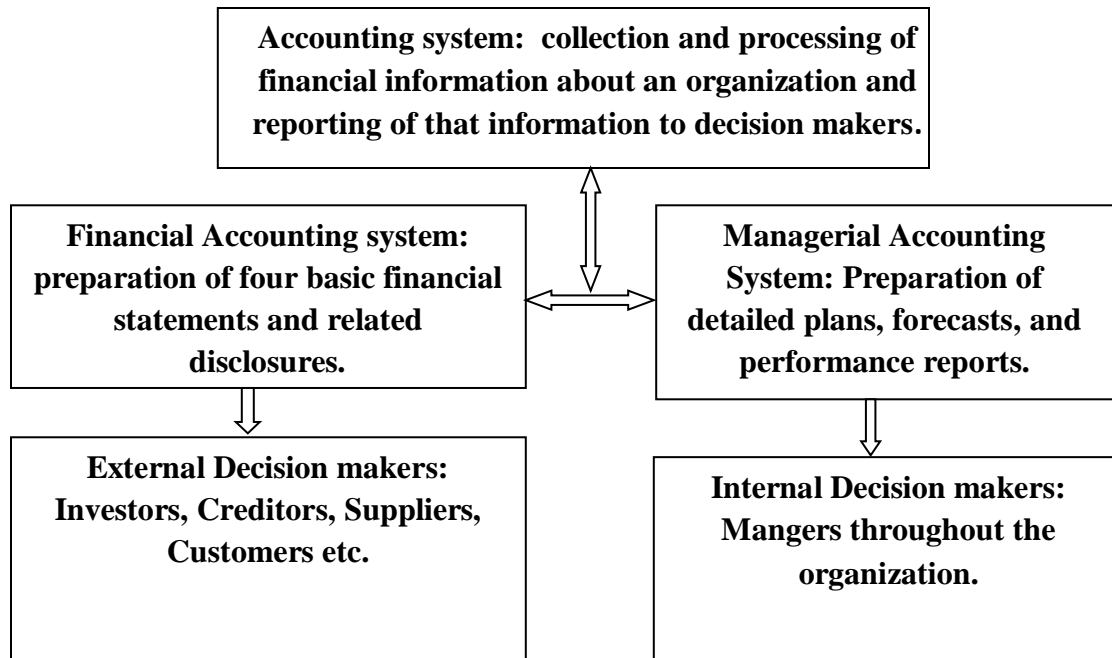 Accounting system:  collection and processing of
financial information about an organization and
reporting of that information to decision makers.
Financial Accounting system:
preparation of four basic financial
statements and related
disclosures.
Managerial Accounting
System: Preparation of
detailed plans, forecasts, and
performance reports.
External Decision makers:
Investors, Creditors, Suppliers,
Customers etc.
Internal Decision makers:
Mangers throughout the
organization.